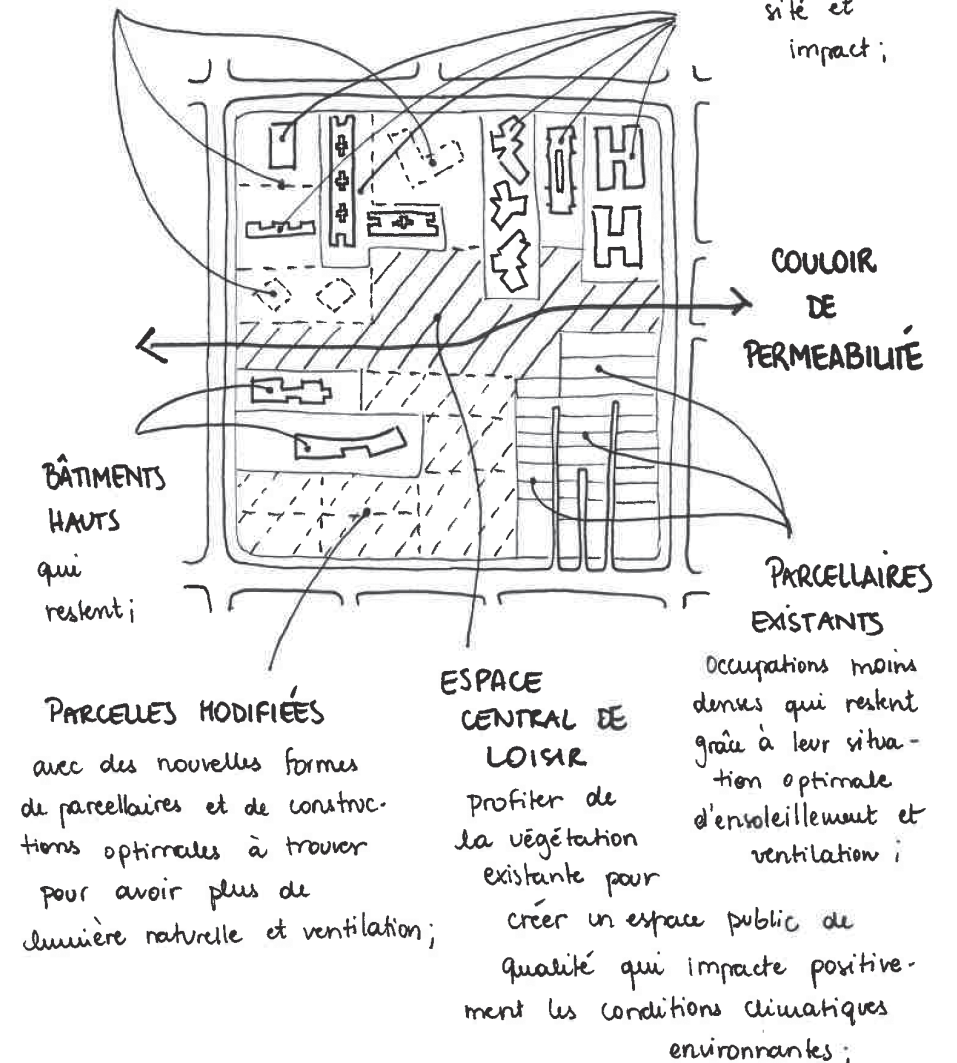 sité et
impact ;
COULOIR
DE
PERMEABILITÉ
BÂTIMENTS
HAUTS
qui
restent ;
PARCELLES MODIFIÉES
avec des nouvelles formes
de parcellaires et de construc-
tions optimales à trouver
pour avoir plus de
lumière naturelle et ventilation ;
ESPACE
CENTRAL DE
LOISIR
profiter de
la végétation
existante pour
créer un espace public de
qualité qui impacte positive-
ment les conditions climatiques
environnantes ;
PARCELLAIRES
EXISTANTS
Occupations moins
denses qui restent
grâce à leur situa-
tion optimale
d'ensoleillement et
ventilation ;